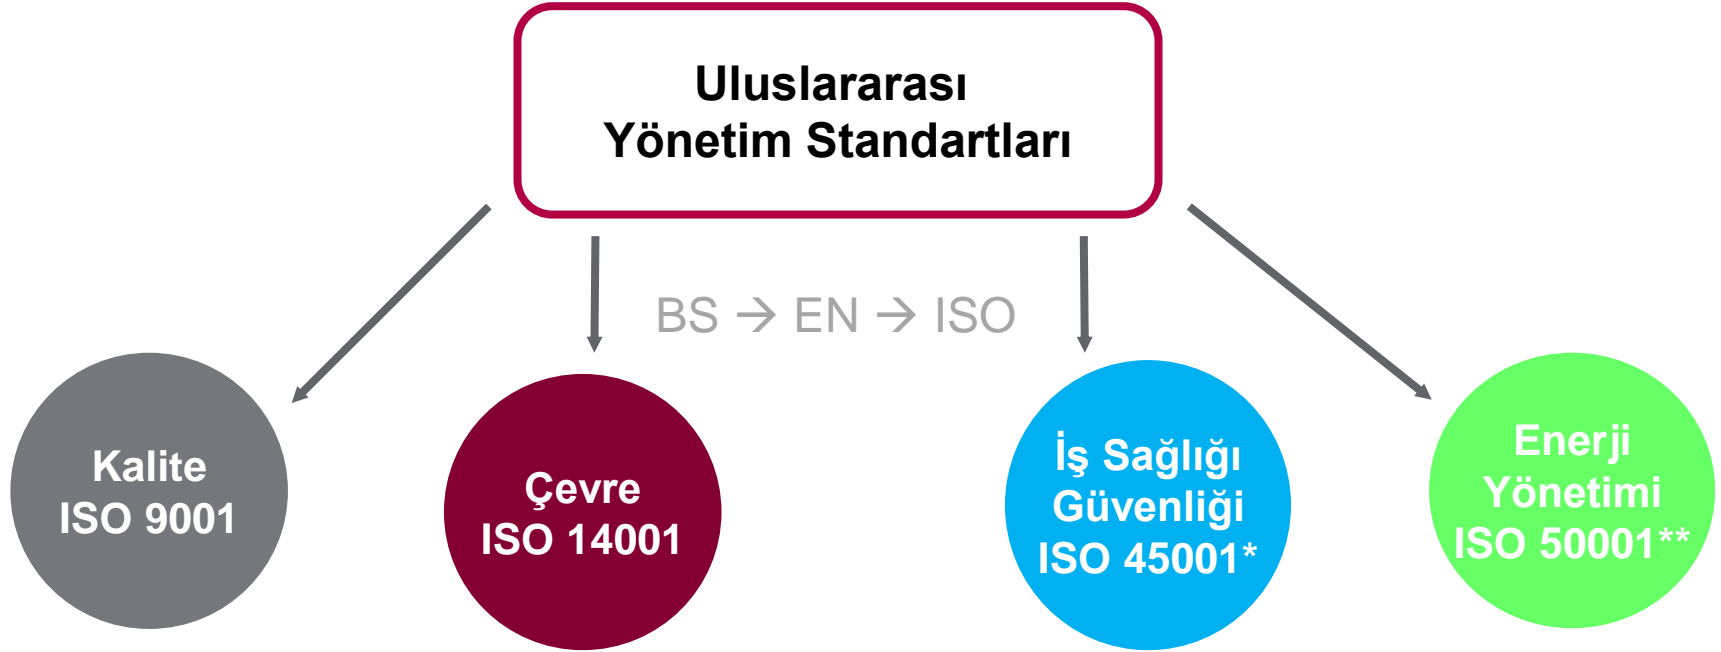 Uluslararası
Yönetim Standartları
BS → EN → ISO
Kalite
ISO 9001
Çevre
ISO 14001
İş Sağlığı
Güvenliği
ISO 45001*
Enerji
Yönetimi
ISO 50001**